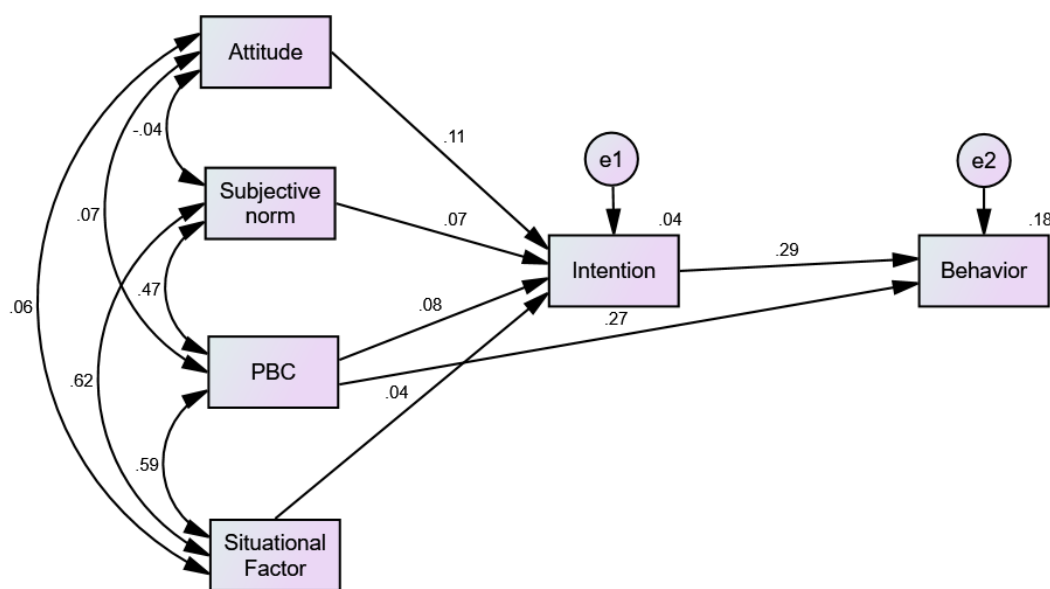 Attitude
-.04
.11
e1
e2
Subjective
norm
.07
.07
.04
.18
Intention
.29
Behavior
.47
.06
.08
.27
PBC
.62
.04
.59
Situational
Factor